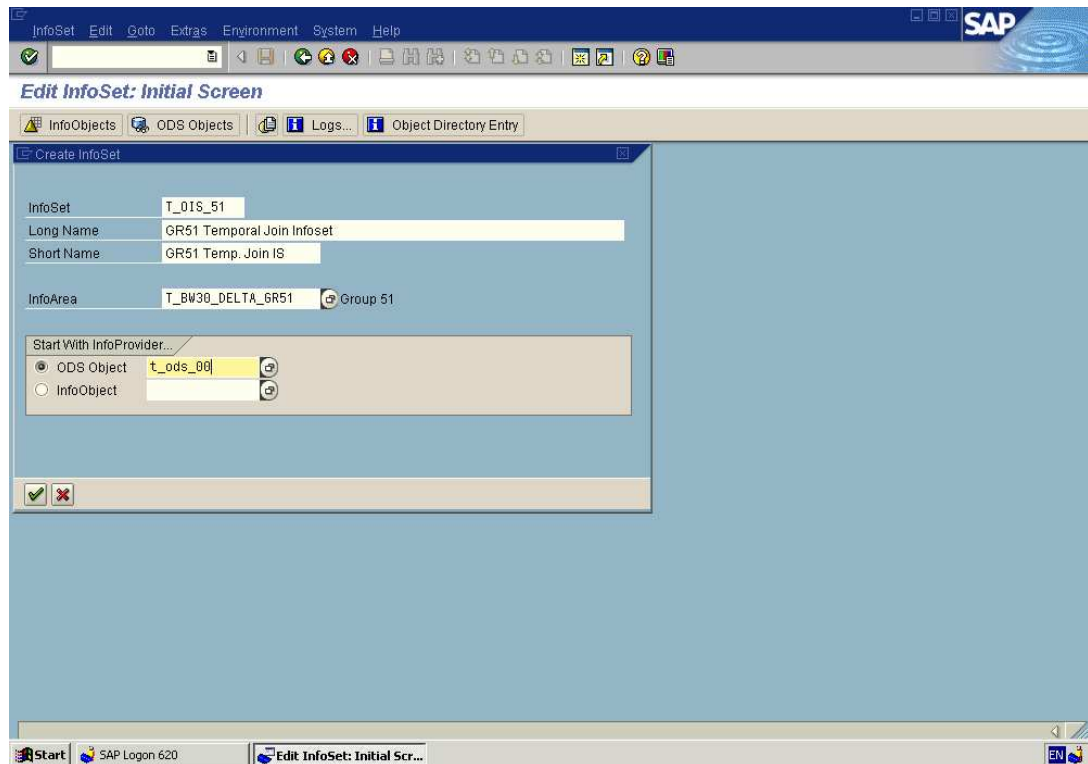 InfoSet Edit Goto Extras Environment System Help
SAP
Edit InfoSet: Initial Screen
InfoObjects ODS Objects Logs... Object Directory Entry
Create InfoSet
InfoSet T_OIS_51
Long Name GR51 Temporal Join Infoset
Short Name GR51 Temp. Join IS
InfoArea T_BW30_DELTA_GR51 Group 51
Start With InfoProvider...
ODS Object t_ods_00
InfoObject
Start SAP Logon 620 Edit InfoSet: Initial Scr... EN